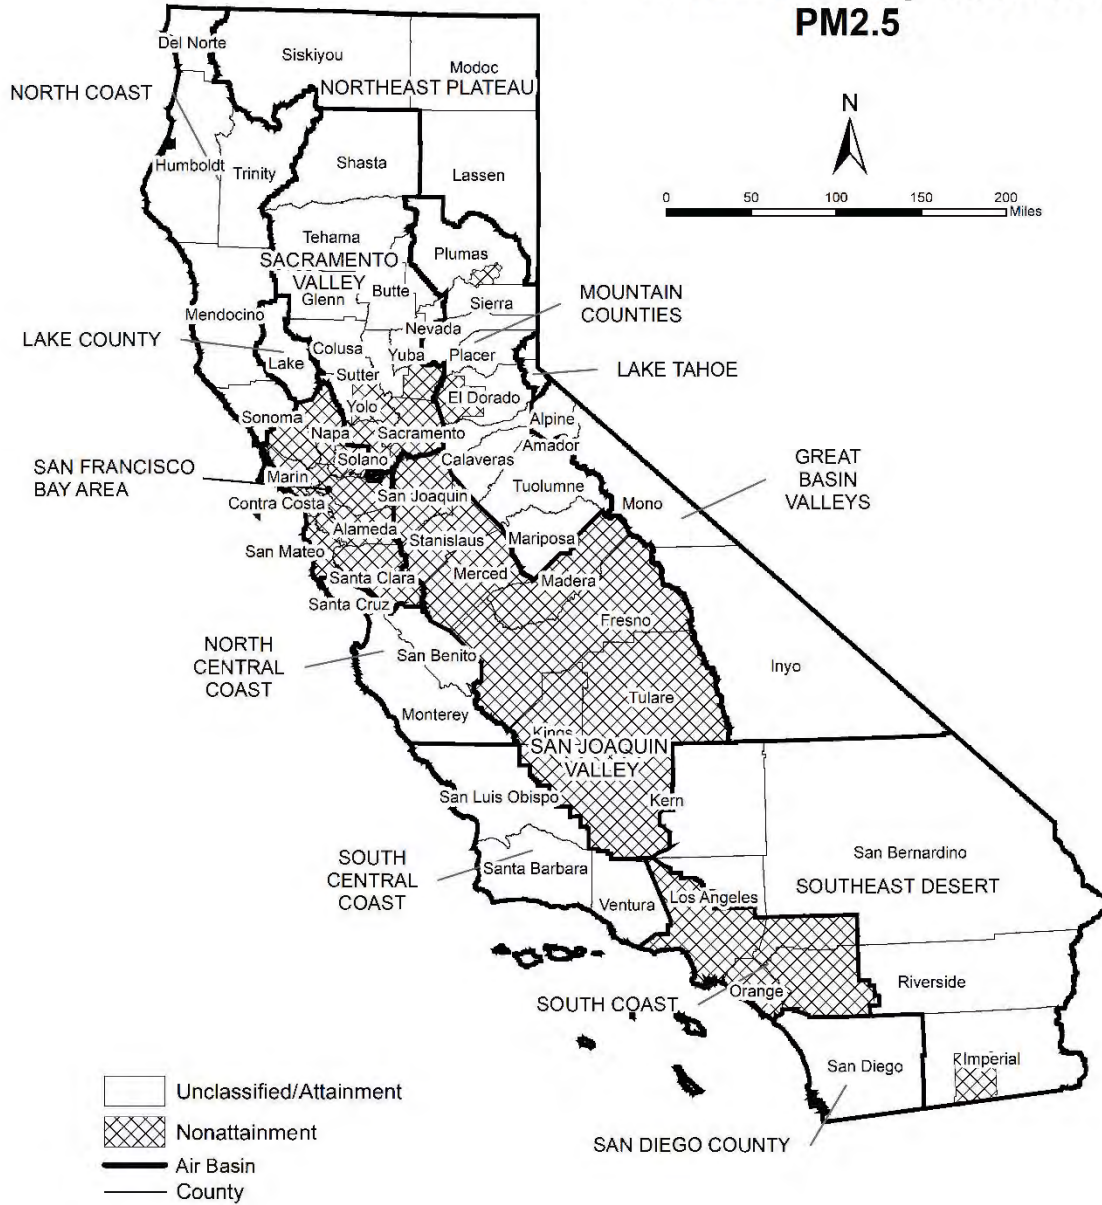 PM2.5
N
0
50
100
150
200
Miles
Del Norte
Siskiyou
Modoc
NORTHEAST PLATEAU
NORTH COAST
Humboldt
Trinity
Shasta
Lassen
Tehama
Plumas
SACRAMENTO
VALLEY
Butte
Glenn
Sierra
MOUNTAIN
COUNTIES
Mendocino
Nevada
LAKE COUNTY
Colusa
Yuba
Placer
Lake
Sutter
LAKE TAHOE
Yolo
El Dorado
Sonoma
Napa
Sacramento
Alpine
Amador
Solano
Calaveras
SAN FRANCISCO
BAY AREA
Marin
San Joaquin
Tuolumne
GREAT
BASIN
VALLEYS
Contra Costa
Mono
Alameda
Stanislaus
Mariposa
San Mateo
Santa Clara
Merced
Madera
Santa Cruz
Fresno
NORTH
CENTRAL
COAST
San Benito
Inyo
Tulare
Monterey
Kings
SAN JOAQUIN
VALLEY
San Luis Obispo
Kern
SOUTH
CENTRAL
COAST
Santa Barbara
San Bernardino
SOUTHEAST DESERT
Ventura
Los Angeles
Riverside
Orange
SOUTH COAST
San Diego
Imperial
SAN DIEGO COUNTY
Unclassified/Attainment
Nonattainment
Air Basin
County